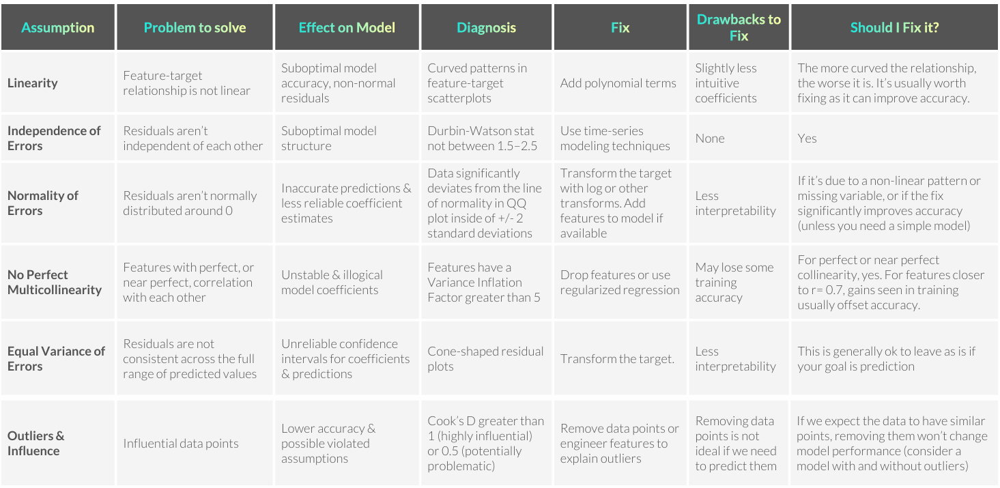 Assumption
Problem to solve
Effect on Model
Diagnosis
Fix
Drawbacks to
Fix
Should I Fix it?
Linearity
Feature-target
relationship is not linear
Suboptimal model
accuracy, non-normal
residuals
Curved patterns in
feature-target
scatterplots
Add polynomial terms
Slightly less
intuitive
coefficients
The more curved the relationship,
the worse it is. It’s usually worth
fixing as it can improve accuracy.
Independence of
Errors
Residuals aren’t
independent of each other
Suboptimal model
structure
Durbin-Watson stat
not between 1.5–2.5
Use time-series
modeling techniques
None
Yes
Normality of
Errors
Residuals aren’t normally
distributed around 0
Inaccurate predictions &
less reliable coefficient
estimates
Data significantly
deviates from the line
of normality in QQ
plot inside of +/- 2
standard deviations
Transform the target
with log or other
transforms. Add
features to model if
available
Less
interpretability
If it’s due to a non-linear pattern or
missing variable, or if the fix
significantly improves accuracy
(unless you need a simple model)
No Perfect
Multicollinearity
Features with perfect, or
near perfect, correlation
with each other
Unstable & illogical
model coefficients
Features have a
Variance Inflation
Factor greater than 5
Drop features or use
regularized regression
May lose some
training
accuracy
For perfect or near perfect
collinearity, yes. For features closer
to r= 0.7, gains seen in training
usually offset accuracy.
Equal Variance of
Errors
Residuals are not
consistent across the full
range of predicted values
Unreliable confidence
intervals for coefficients
& predictions
Cone-shaped residual
plots
Transform the target.
Less
interpretability
This is generally ok to leave as is if
your goal is prediction
Outliers &
Influence
Influential data points
Lower accuracy &
possible violated
assumptions
Cook’s D greater than
1 (highly influential)
or 0.5 (potentially
problematic)
Remove data points or
engineer features to
explain outliers
Removing data
points is not
ideal if we need
to predict them
If we expect the data to have similar
points, removing them won’t change
model performance (consider a
model with and without outliers)